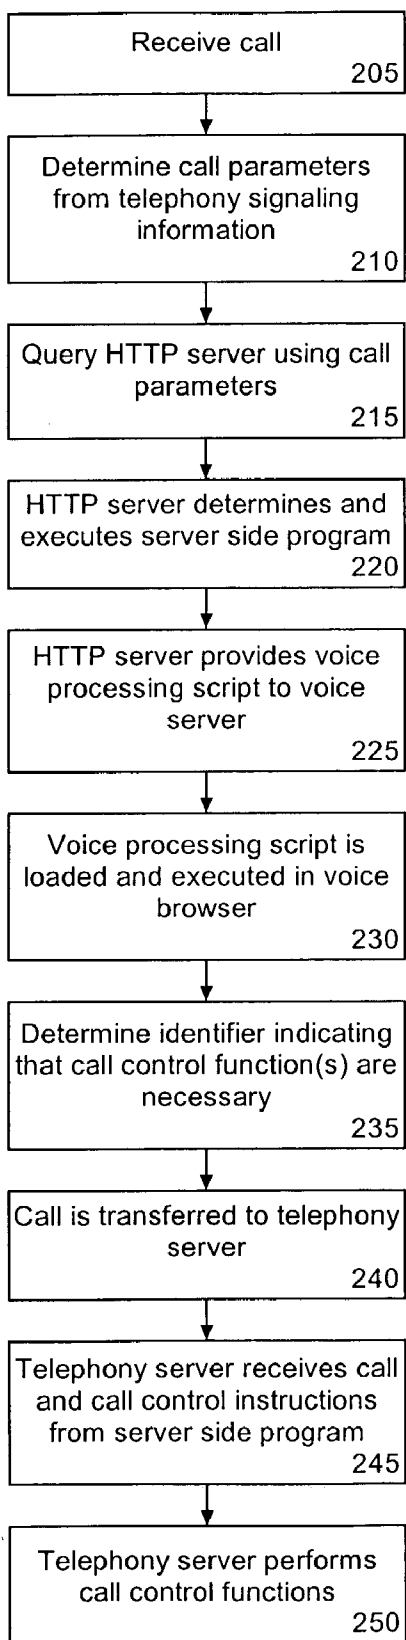 Receive call
205
Determine call parameters
from telephony signaling
information
210
Query HTTP server using call
parameters
215
HTTP server determines and
executes server side program
220
HTTP server provides voice
processing script to voice
server
225
Voice processing script is
loaded and executed in voice
browser
230
Determine identifier indicating
that call control function(s) are
necessary
235
Call is transferred to telephony
server
240
Telephony server receives call
and call control instructions
from server side program
245
Telephony server performs
call control functions
250